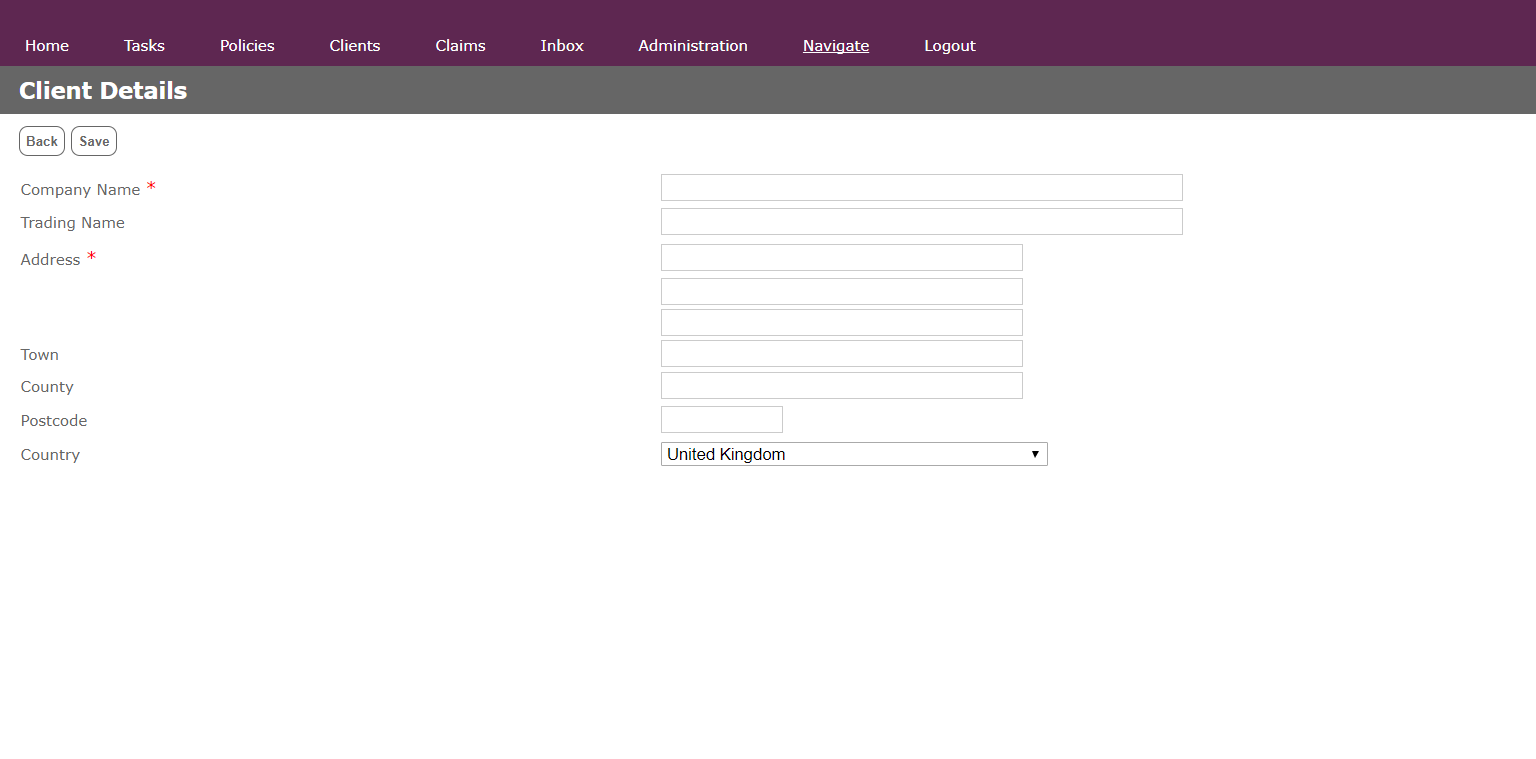 Home Tasks Policies Clients Claims Inbox Administration Navigate Logout
Client Details
Back Save
Company Name *
Trading Name
Address *
Town
County
Postcode
Country United Kingdom